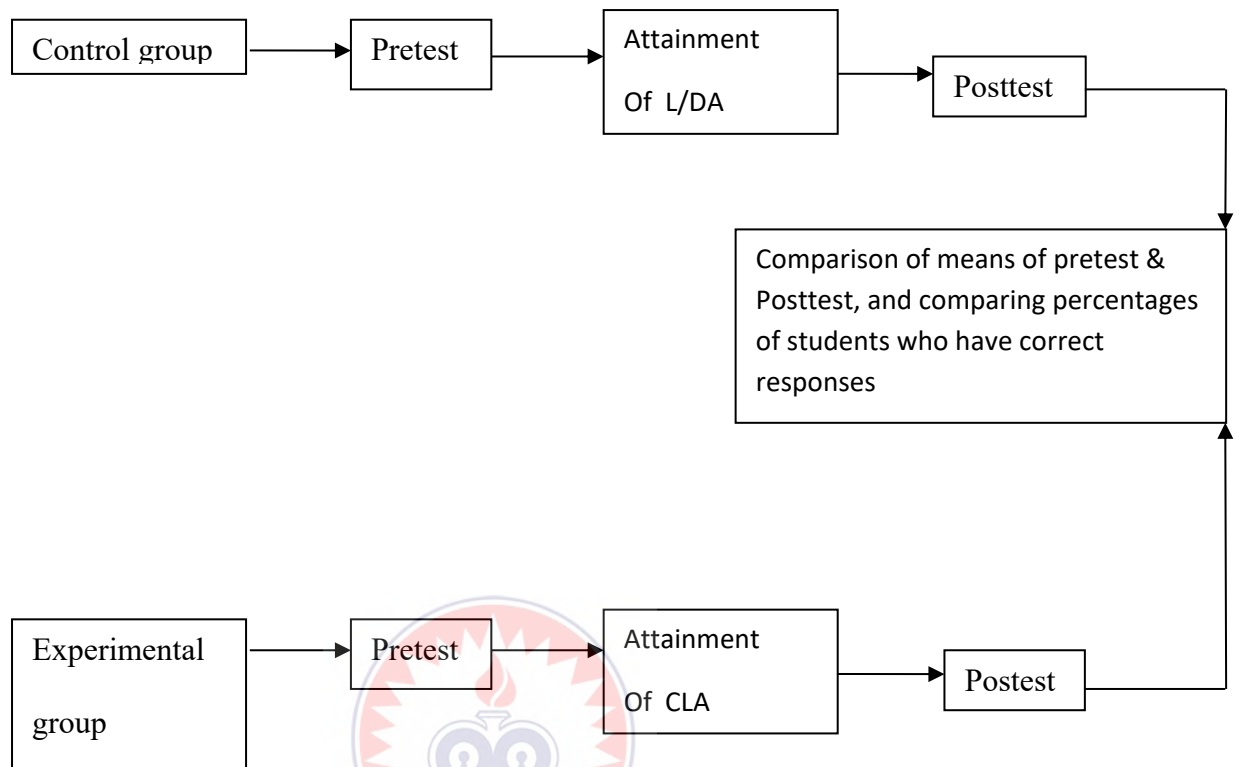 Control group
Pretest
Attainment
Of L/DA
Posttest
Comparison of means of pretest &
Posttest, and comparing percentages
of students who have correct
responses
Experimental
group
Pretest
Attainment
Of CLA
Postest